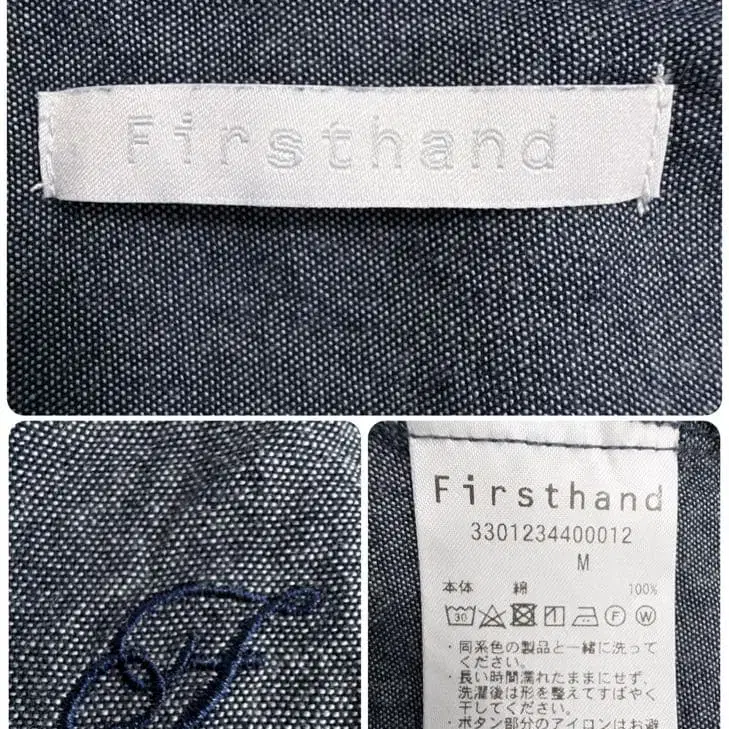 Firsthand
Firsthand
3301234400012
M
本体 綿 100%
30 1 F W
・同系色の製品と一緒に洗って
ください。
・長い時間濡れたままにせず、
洗濯後は形を整えてすばやく
干してください。
・ボタン部分のアイロンはお避